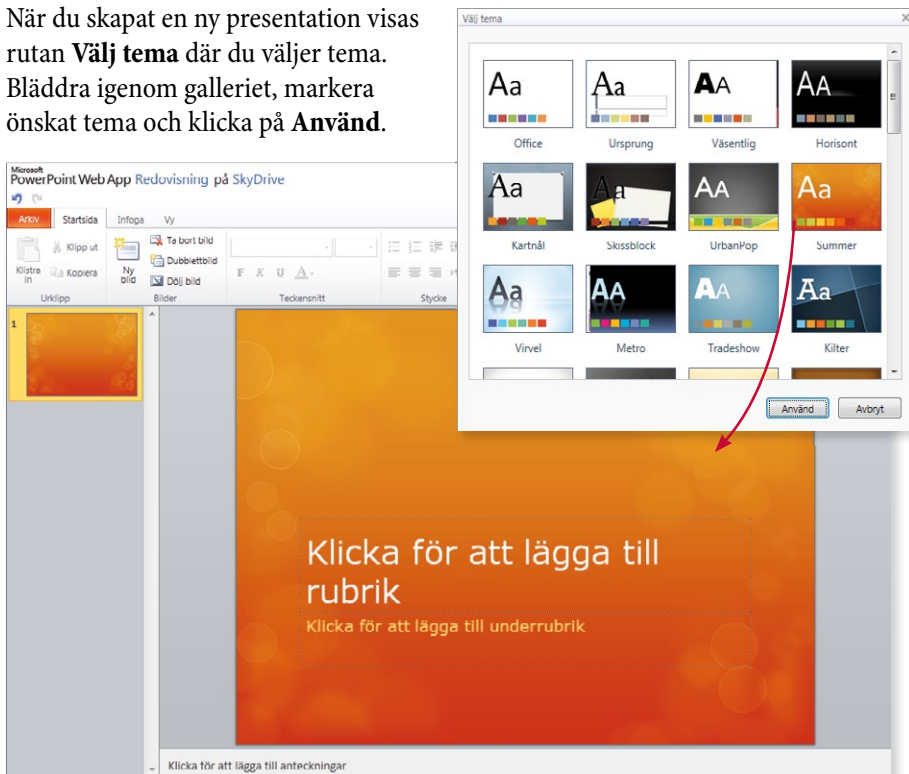 När du skapat en ny presentation visas
rutan Välj tema där du väljer tema.
Bläddra igenom galleriet, markera
önskat tema och klicka på Använd.
Välj tema
Aa Aa AA AA
Office Ursprung Väsentlig Horisont
Aa Aa AA Aa
Kartnål Skissblock UrbanPop Summer
Aa AA AA Aa
Virvel Metro Tradeshow Kilter
Använd Avbryt
Microsoft
PowerPoint Web App Redovisning på SkyDrive
Arkiv Startsida Infoga Vy
Klistra in
Klipp ut
Kopiera
Urklipp
Ny bild
Ta bort bild
Dubblettbild
Dölj bild
Bilder
F K U A
Teckensnitt
Stycke
1
Klicka för att lägga till
rubrik
Klicka för att lägga till underrubrik
Klicka för att lägga till anteckningar